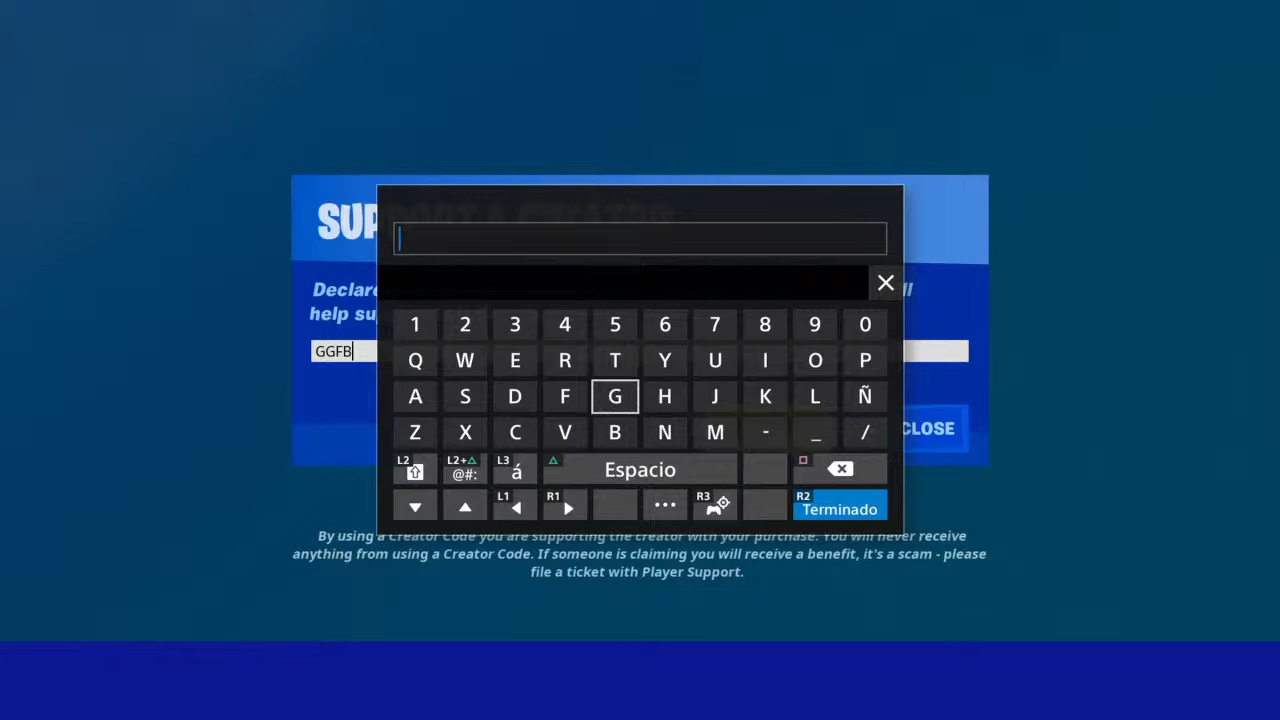 SUPPORT A CREATOR
Declare
ll
help su
GGFB
CLOSE
1 2 3 4 5 6 7 8 9 0
Q W E R T Y U I O P
A S D F G H J K L Ñ
Z X C V B N M - _ /
L2 L2+△ @#: L3 á △ Espacio
L1 R1 ... R3 R2 Terminado
By using a Creator Code you are supporting the creator with your purchase. You will never receive
anything from using a Creator Code. If someone is claiming you will receive a benefit, it's a scam - please
file a ticket with Player Support.